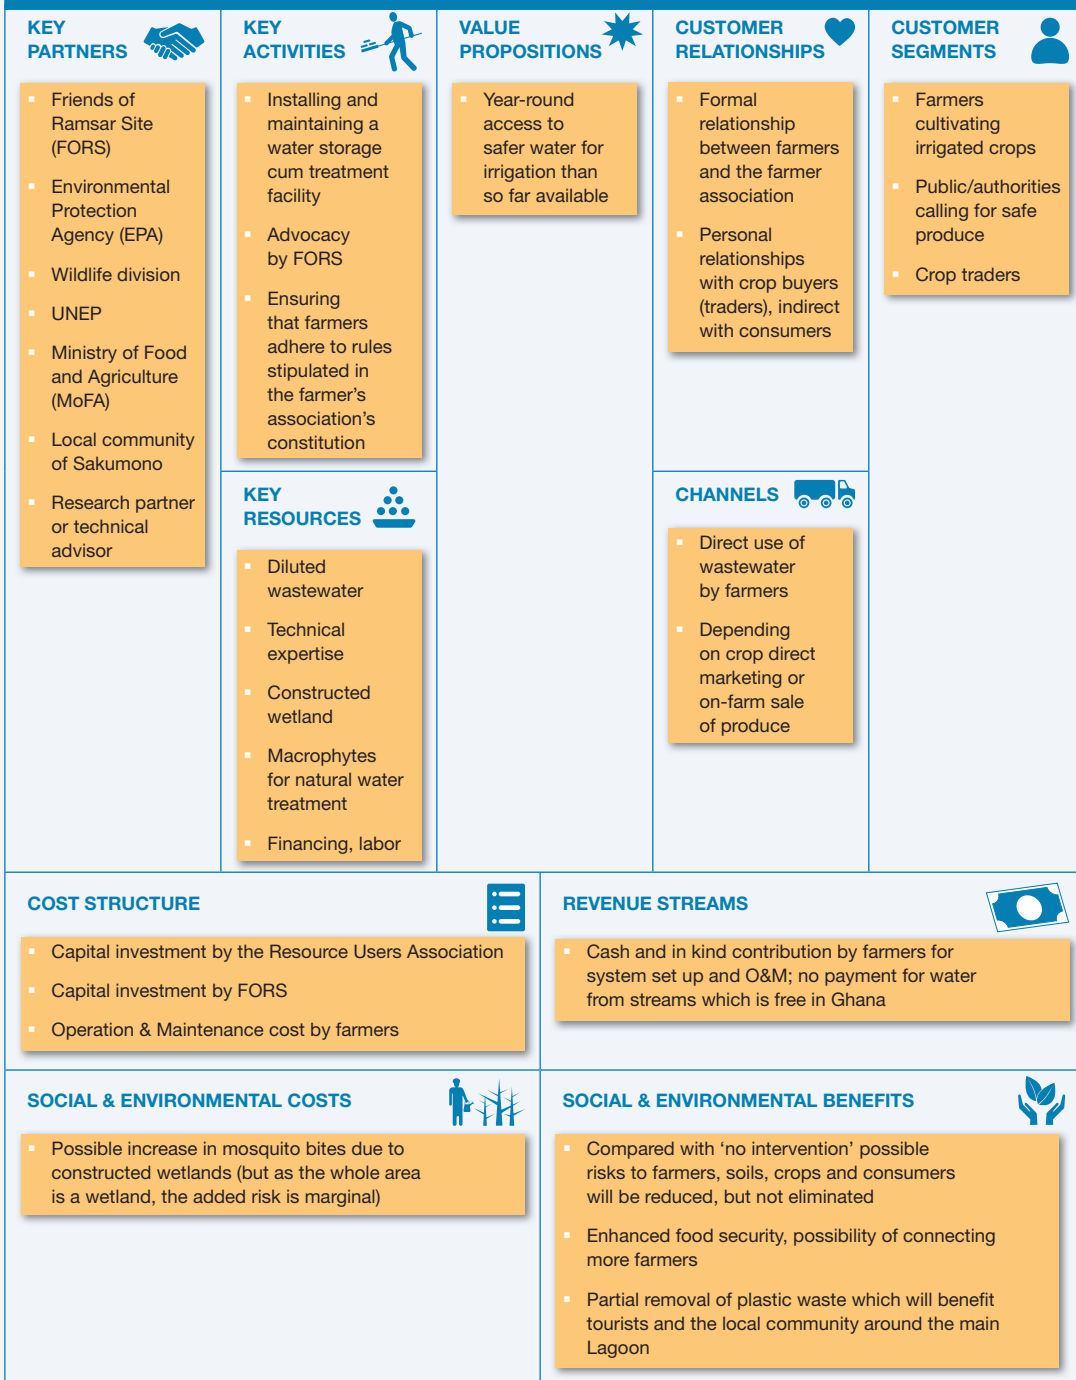 KEY
PARTNERS
Friends of
Ramsar Site
(FORS)
Environmental
Protection
Agency (EPA)
Wildlife division
UNEP
Ministry of Food
and Agriculture
(MoFA)
Local community
of Sakumono
Research partner
or technical
advisor
KEY
ACTIVITIES
Installing and
maintaining a
water storage
cum treatment
facility
Advocacy
by FORS
Ensuring
that farmers
adhere to rules
stipulated in
the farmer’s
association’s
constitution
KEY
RESOURCES
Diluted
wastewater
Technical
expertise
Constructed
wetland
Macrophytes
for natural water
treatment
Financing, labor
VALUE
PROPOSITIONS
Year-round
access to
safer water for
irrigation than
so far available
CUSTOMER
RELATIONSHIPS
Formal
relationship
between farmers
and the farmer
association
Personal
relationships
with crop buyers
(traders), indirect
with consumers
CHANNELS
Direct use of
wastewater
by farmers
Depending
on crop direct
marketing or
on-farm sale
of produce
CUSTOMER
SEGMENTS
Farmers
cultivating
irrigated crops
Public/authorities
calling for safe
produce
Crop traders
COST STRUCTURE
Capital investment by the Resource Users Association
Capital investment by FORS
Operation & Maintenance cost by farmers
REVENUE STREAMS
Cash and in kind contribution by farmers for
system set up and O&M; no payment for water
from streams which is free in Ghana
SOCIAL & ENVIRONMENTAL COSTS
Possible increase in mosquito bites due to
constructed wetlands (but as the whole area
is a wetland, the added risk is marginal)
SOCIAL & ENVIRONMENTAL BENEFITS
Compared with ‘no intervention’ possible
risks to farmers, soils, crops and consumers
will be reduced, but not eliminated
Enhanced food security, possibility of connecting
more farmers
Partial removal of plastic waste which will benefit
tourists and the local community around the main
Lagoon